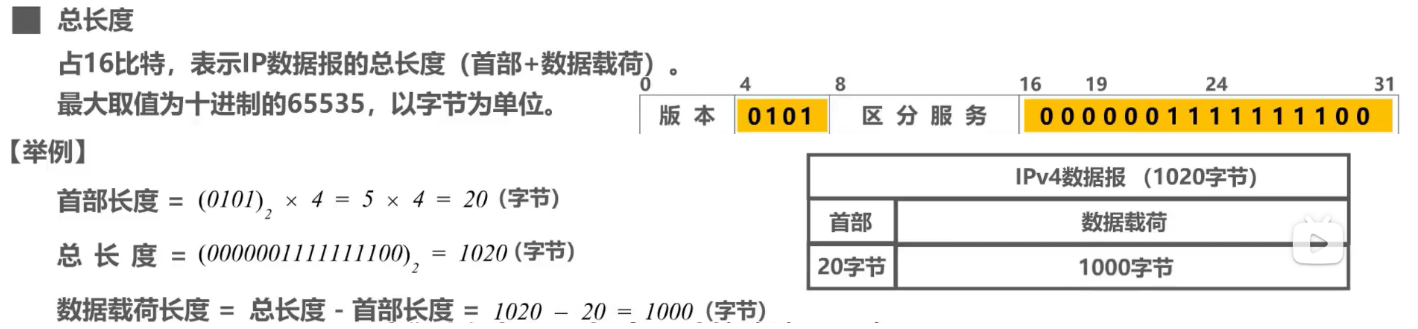 总长度
占16比特，表示IP数据报的总长度（首部+数据载荷）。
最大取值为十进制的65535，以字节为单位。
0 4 8 16 19 24 31
版 本 0101 区 分 服 务 0000001111111100
【举例】
首部长度 = (0101)₂ × 4 = 5 × 4 = 20（字节）
总 长 度 = (0000001111111100)₂ = 1020（字节）
数据载荷长度 = 总长度 - 首部长度 = 1020 - 20 = 1000（字节）
IPv4数据报 （1020字节）
首部 数据载荷
20字节 1000字节